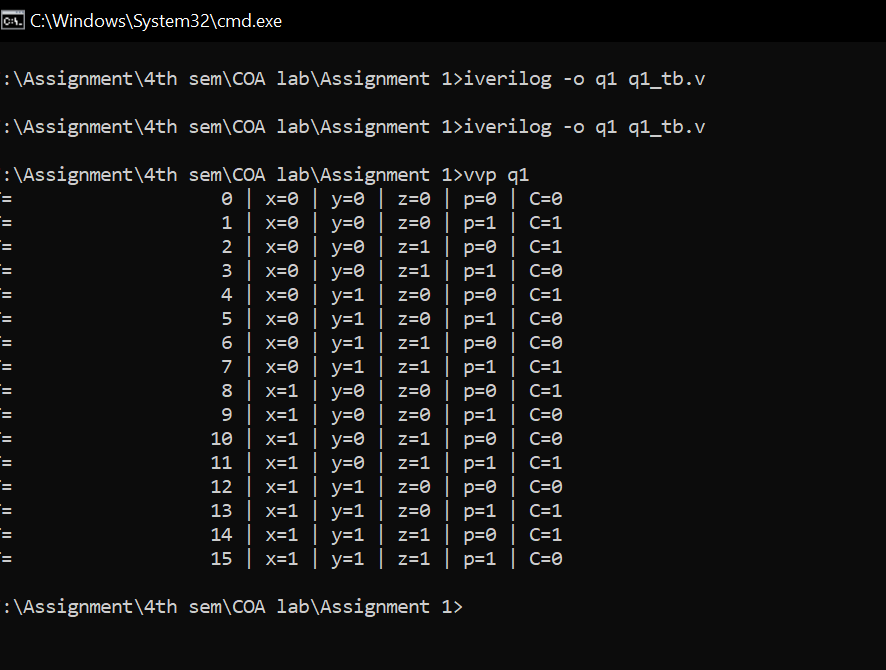 C:\Windows\System32\cmd.exe
:\Assignment\4th sem\COA lab\Assignment 1>iverilog -o q1 q1_tb.v
:\Assignment\4th sem\COA lab\Assignment 1>iverilog -o q1 q1_tb.v
:\Assignment\4th sem\COA lab\Assignment 1>vvp q1
=                   0 | x=0 | y=0 | z=0 | p=0 | C=0
=                   1 | x=0 | y=0 | z=0 | p=1 | C=1
=                   2 | x=0 | y=0 | z=1 | p=0 | C=1
=                   3 | x=0 | y=0 | z=1 | p=1 | C=0
=                   4 | x=0 | y=1 | z=0 | p=0 | C=1
=                   5 | x=0 | y=1 | z=0 | p=1 | C=0
=                   6 | x=0 | y=1 | z=1 | p=0 | C=0
=                   7 | x=0 | y=1 | z=1 | p=1 | C=1
=                   8 | x=1 | y=0 | z=0 | p=0 | C=1
=                   9 | x=1 | y=0 | z=0 | p=1 | C=0
=                  10 | x=1 | y=0 | z=1 | p=0 | C=0
=                  11 | x=1 | y=0 | z=1 | p=1 | C=1
=                  12 | x=1 | y=1 | z=0 | p=0 | C=0
=                  13 | x=1 | y=1 | z=0 | p=1 | C=1
=                  14 | x=1 | y=1 | z=1 | p=0 | C=1
=                  15 | x=1 | y=1 | z=1 | p=1 | C=0
:\Assignment\4th sem\COA lab\Assignment 1>